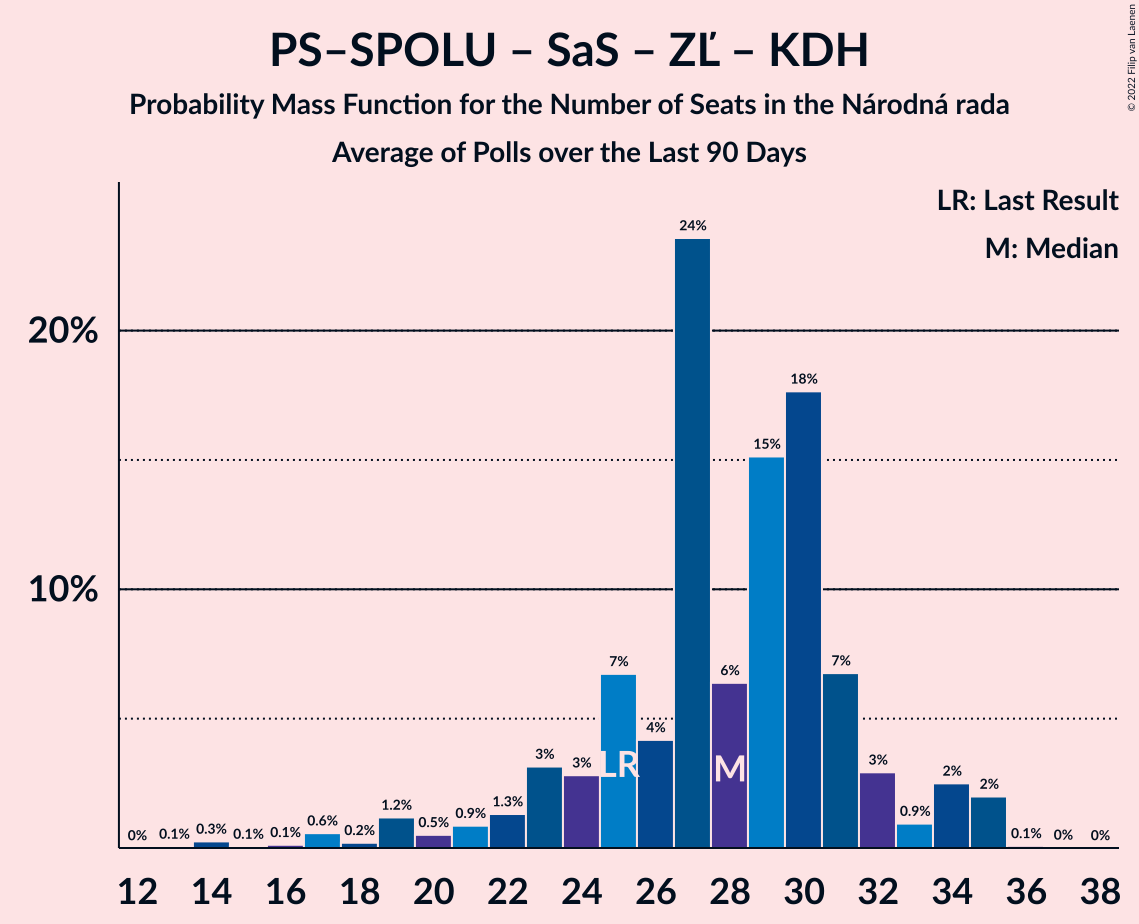 PS–SPOLU – SaS – ZĽ – KDH
Probability Mass Function for the Number of Seats in the Národná rada
Average of Polls over the Last 90 Days
© 2022 Filip van Laenen
LR: Last Result
M: Median
20%
10%
0% 0.1% 0.3% 0.1% 0.1% 0.6% 0.2% 1.2% 0.5% 0.9% 1.3% 3% 3% 7% 4% 24% 6% 15% 18% 7% 3% 0.9% 2% 2% 0.1% 0% 0%
LR M
12 14 16 18 20 22 24 26 28 30 32 34 36 38